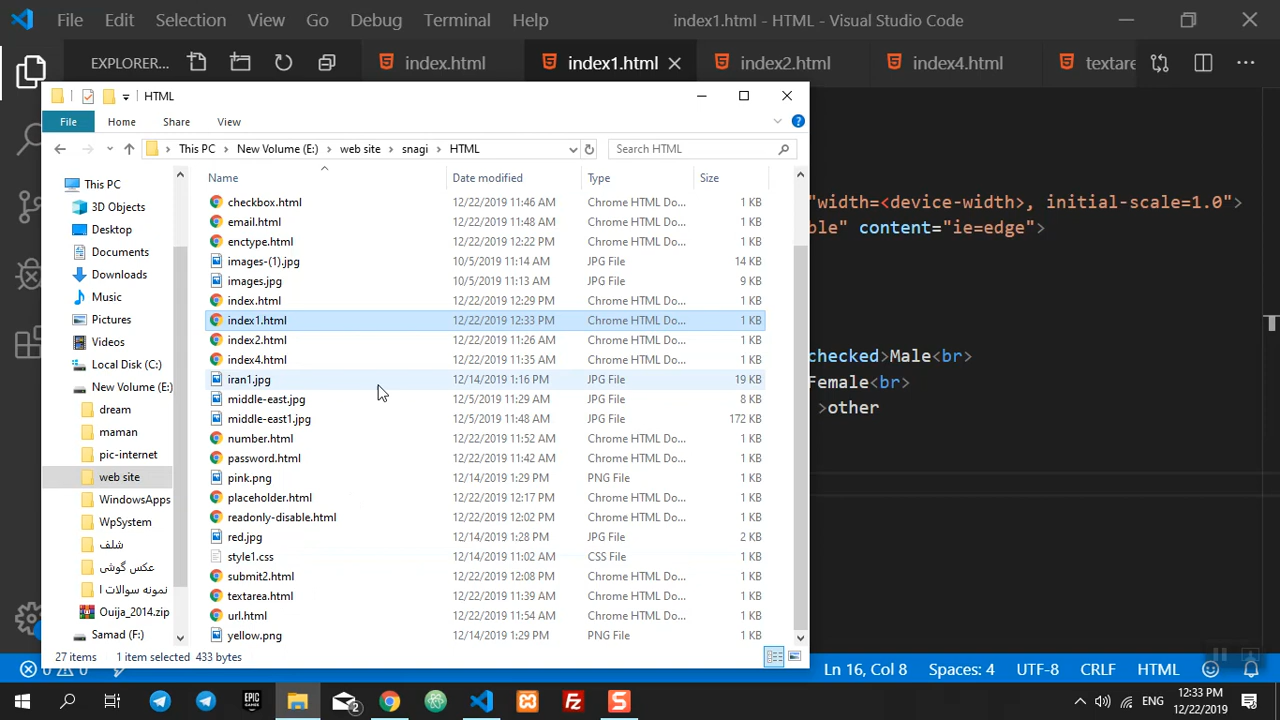 File Edit Selection View Go Debug Terminal Help index1.html - HTML - Visual Studio Code
EXPLORER... index.html index1.html index2.html index4.html textare
HTML
File Home Share View
This PC New Volume (E:) web site snagi HTML Search HTML
Name Date modified Type Size
This PC
3D Objects
Desktop
Documents
Downloads
Music
Pictures
Videos
Local Disk (C:)
New Volume (E:)
dream
maman
pic-internet
web site
WindowsApps
WpSystem
شلف
عکس گوشی
نمونه سوالات ا
Ouija_2014.zip
Samad (F:)
checkbox.html 12/22/2019 11:46 AM Chrome HTML Do... 1 KB
email.html 12/22/2019 11:48 AM Chrome HTML Do... 1 KB
enctype.html 12/22/2019 12:22 PM Chrome HTML Do... 1 KB
images-(1).jpg 10/5/2019 11:14 AM JPG File 14 KB
images.jpg 10/5/2019 11:13 AM JPG File 9 KB
index.html 12/22/2019 12:29 PM Chrome HTML Do... 1 KB
index1.html 12/22/2019 12:33 PM Chrome HTML Do... 1 KB
index2.html 12/22/2019 11:26 AM Chrome HTML Do... 1 KB
index4.html 12/22/2019 11:35 AM Chrome HTML Do... 1 KB
iran1.jpg 12/14/2019 1:16 PM JPG File 19 KB
middle-east.jpg 12/5/2019 11:29 AM JPG File 8 KB
middle-east1.jpg 12/5/2019 11:48 AM JPG File 172 KB
number.html 12/22/2019 11:52 AM Chrome HTML Do... 1 KB
password.html 12/22/2019 11:42 AM Chrome HTML Do... 1 KB
pink.png 12/14/2019 1:29 PM PNG File 1 KB
placeholder.html 12/22/2019 12:17 PM Chrome HTML Do... 1 KB
readonly-disable.html 12/22/2019 12:02 PM Chrome HTML Do... 1 KB
red.jpg 12/14/2019 1:28 PM JPG File 2 KB
style1.css 12/14/2019 11:02 AM CSS File 1 KB
submit2.html 12/22/2019 12:08 PM Chrome HTML Do... 1 KB
textarea.html 12/22/2019 11:39 AM Chrome HTML Do... 1 KB
url.html 12/22/2019 11:54 AM Chrome HTML Do... 1 KB
yellow.png 12/14/2019 1:29 PM PNG File 1 KB
27 items 1 item selected 433 bytes
"width=<device-width>, initial-scale=1.0">
ble" content="ie=edge">
checked>Male<br>
Female<br>
>other
0 0 Ln 16, Col 8 Spaces: 4 UTF-8 CRLF HTML
EPIC GAMES 2 Fz S ENG 12:33 PM
12/22/2019